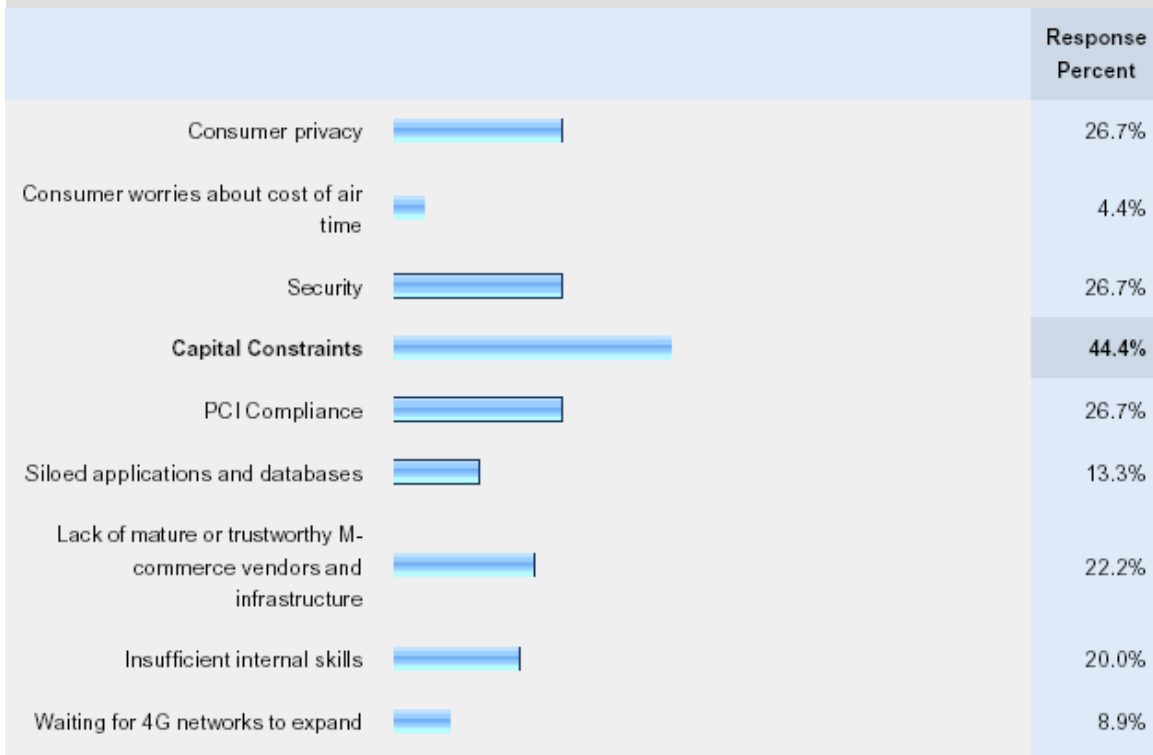 Response
Percent
Consumer privacy 26.7%
Consumer worries about cost of air
time 4.4%
Security 26.7%
Capital Constraints 44.4%
PCI Compliance 26.7%
Siloed applications and databases 13.3%
Lack of mature or trustworthy M-
commerce vendors and 22.2%
infrastructure
Insufficient internal skills 20.0%
Waiting for 4G networks to expand 8.9%